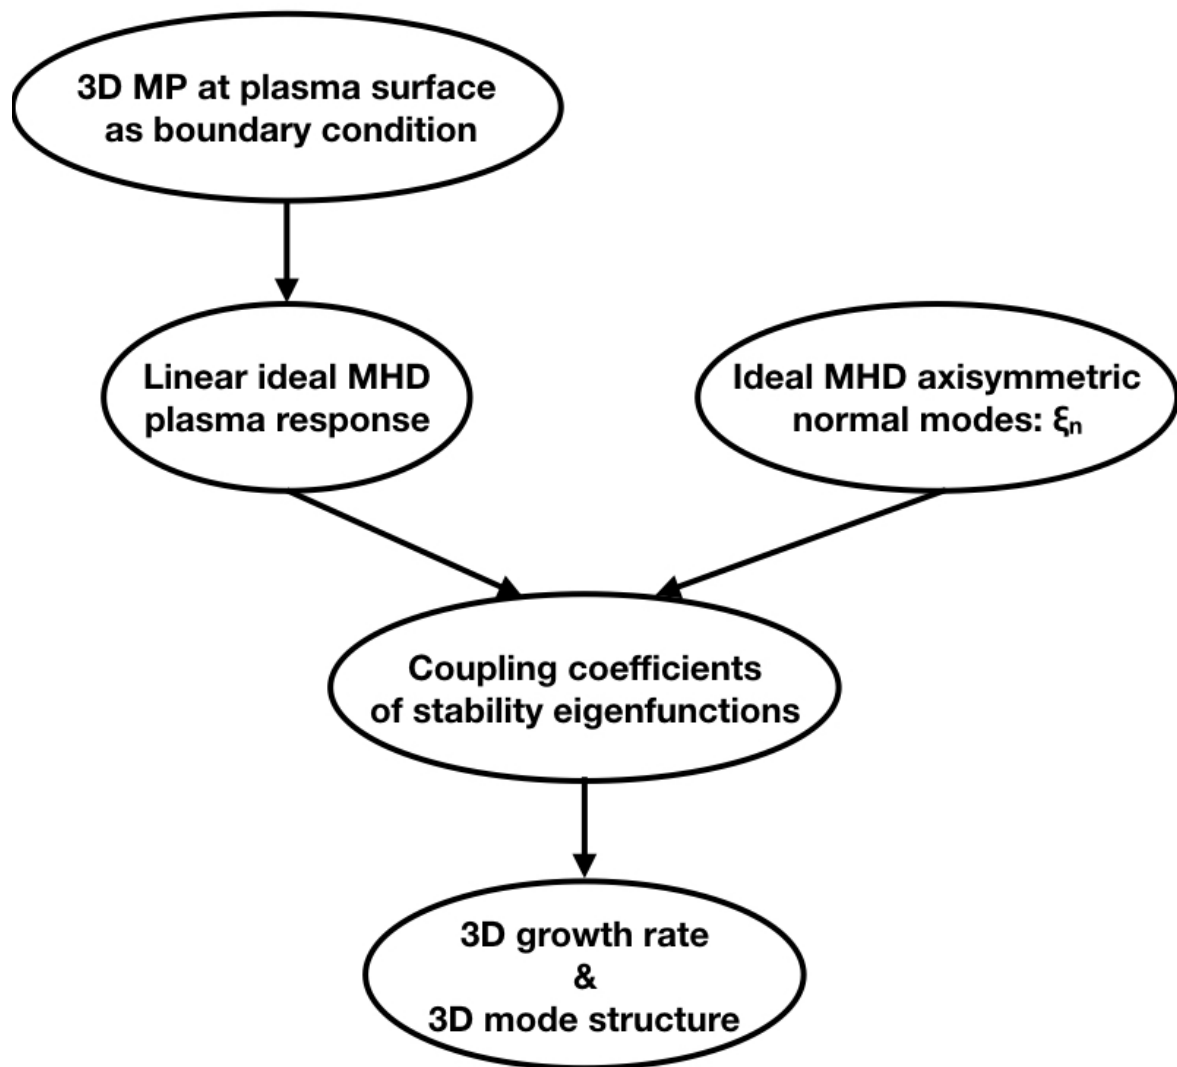 3D MP at plasma surface
as boundary condition
Linear ideal MHD
plasma response
Ideal MHD axisymmetric
normal modes: ξₙ
Coupling coefficients
of stability eigenfunctions
3D growth rate
&
3D mode structure